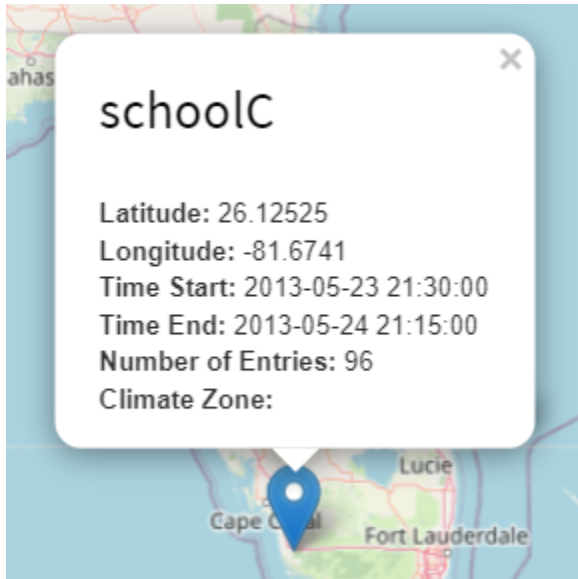 ahas
×
schoolC
Latitude: 26.12525
Longitude: -81.6741
Time Start: 2013-05-23 21:30:00
Time End: 2013-05-24 21:15:00
Number of Entries: 96
Climate Zone:
Lucie
Cape C al
Fort Lauderdale